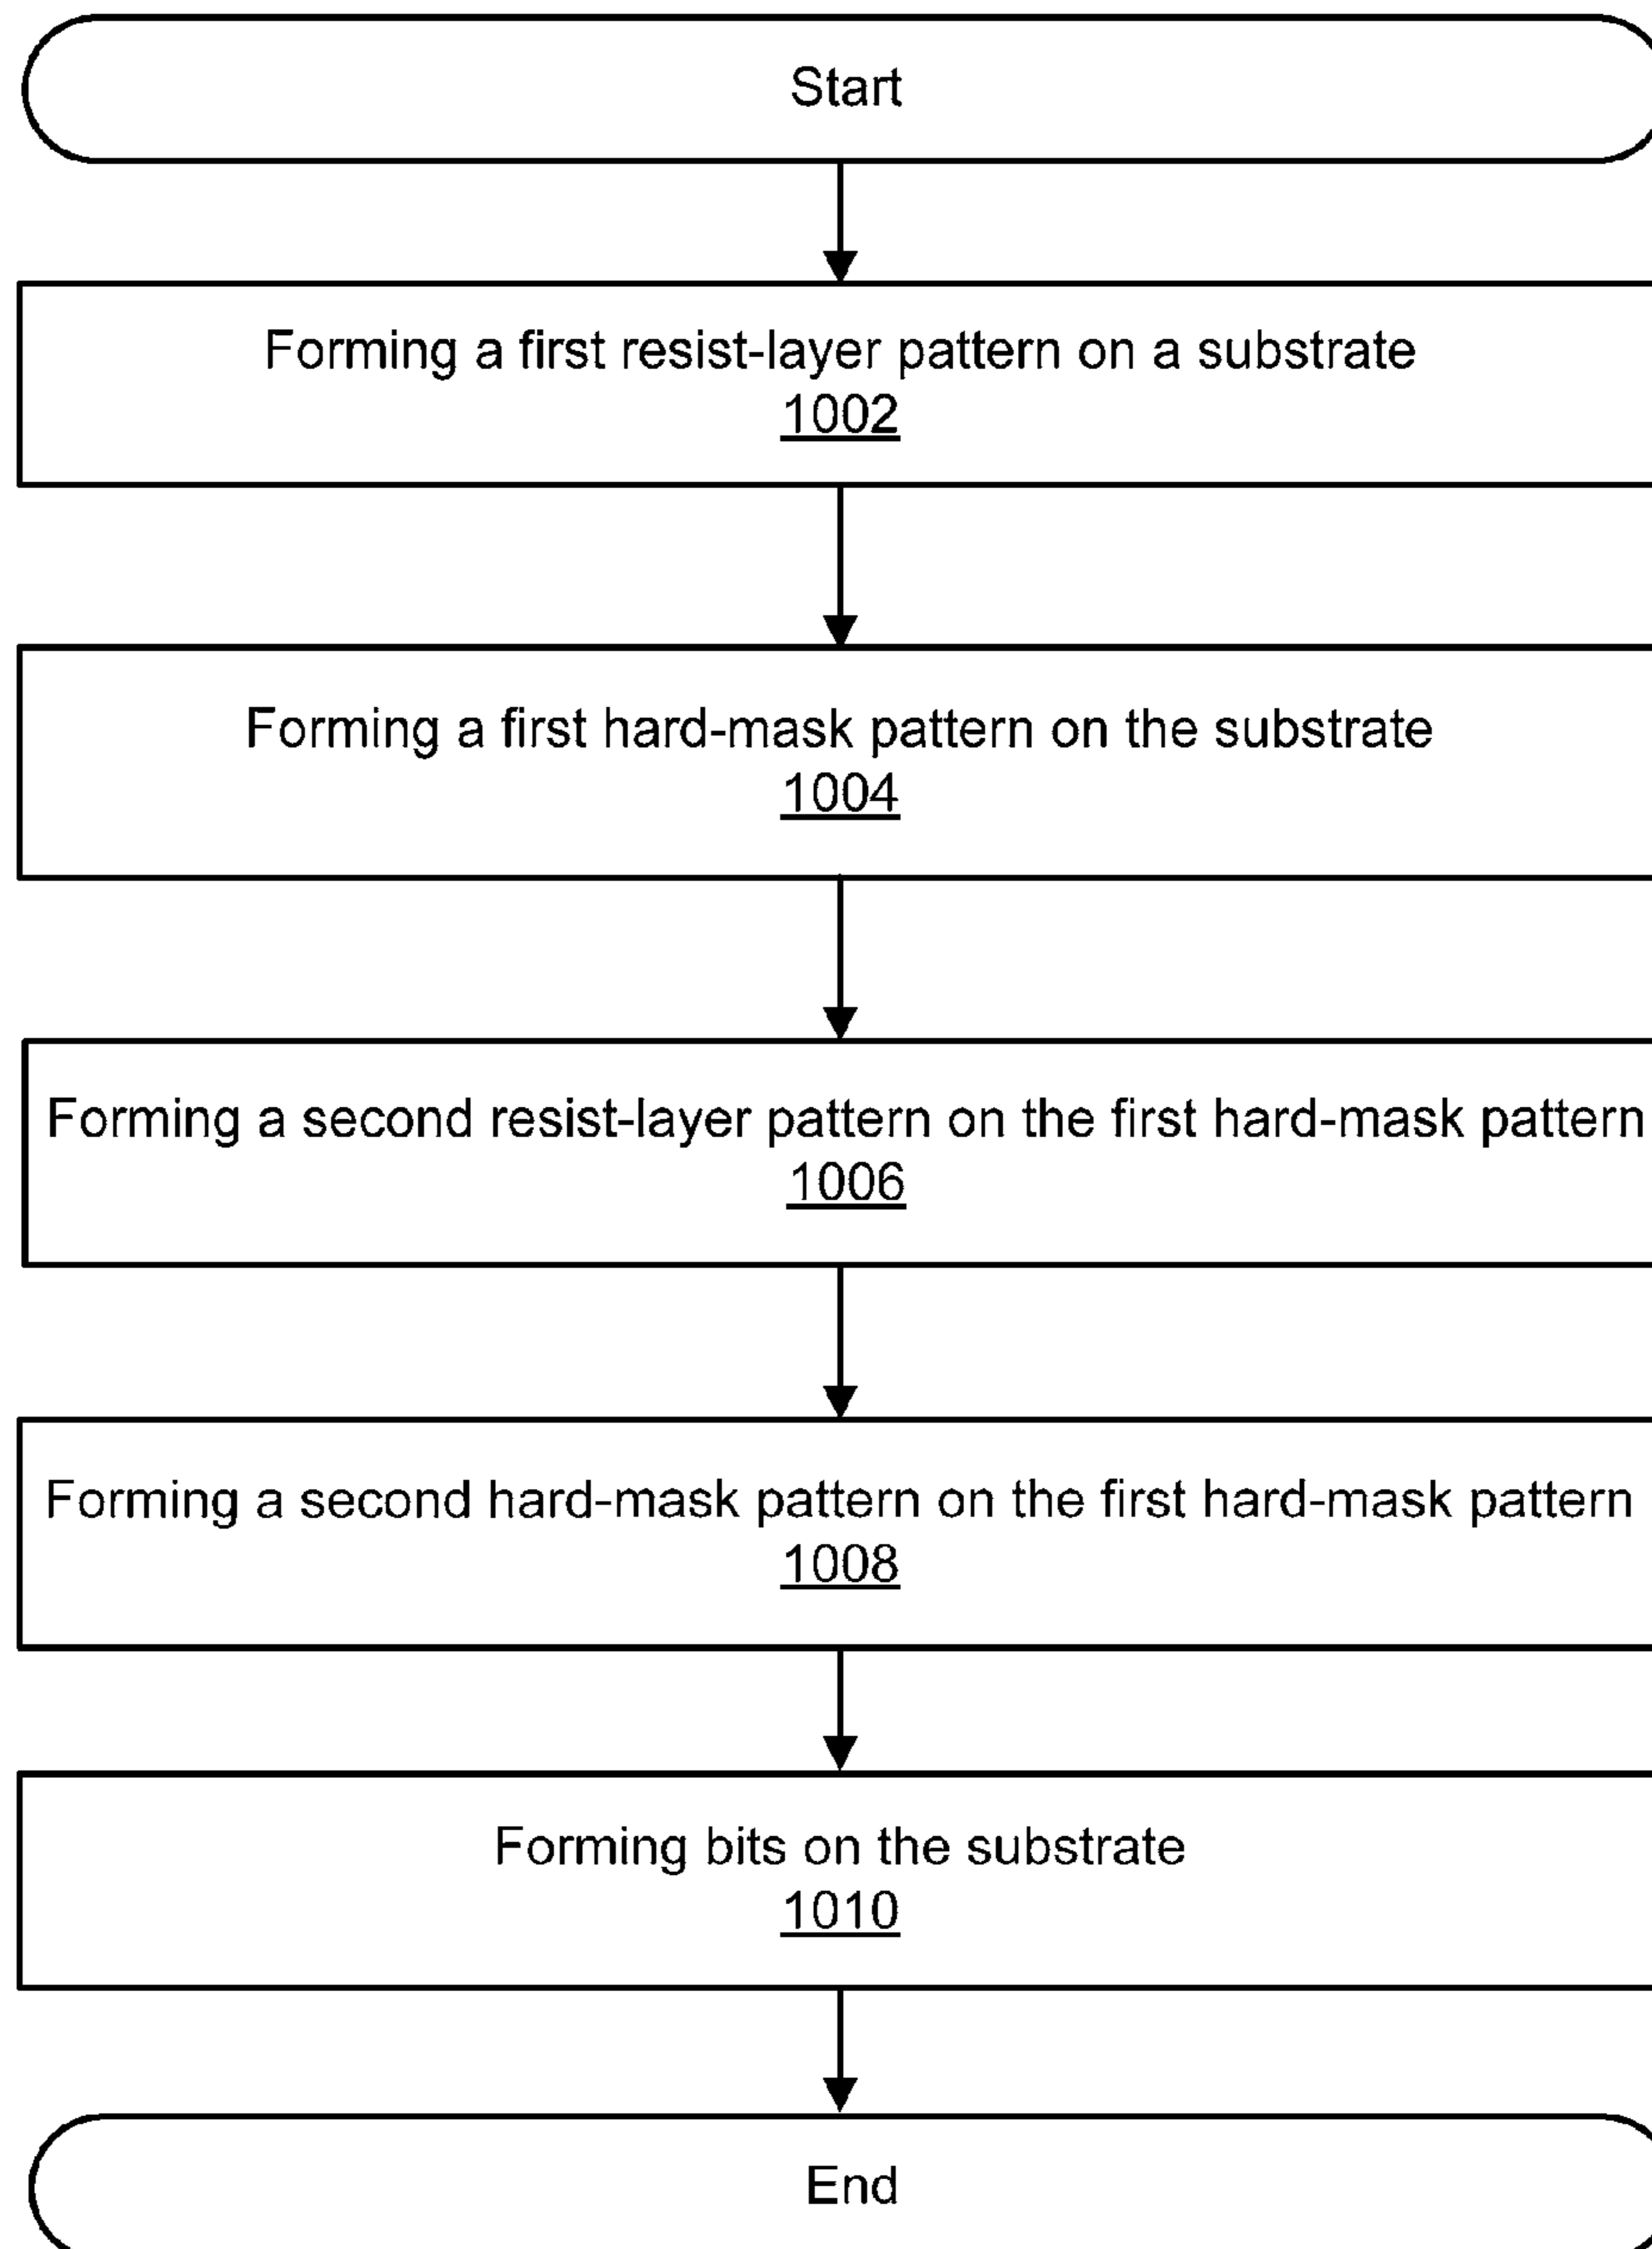 Start
Forming a first resist-layer pattern on a substrate
1002
Forming a first hard-mask pattern on the substrate
1004
Forming a second resist-layer pattern on the first hard-mask pattern
1006
Forming a second hard-mask pattern on the first hard-mask pattern
1008
Forming bits on the substrate
1010
End